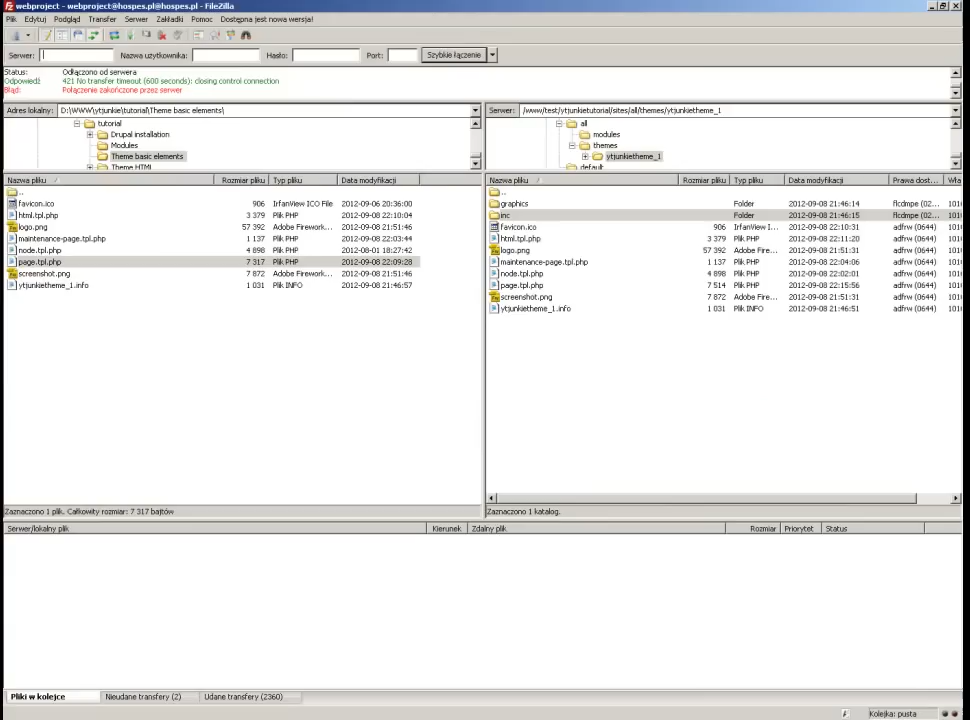 webproject - webproject@hospes.pl@hospes.pl - FileZilla
Plik Edytuj Podgląd Transfer Serwer Zakładki Pomoc Dostępna jest nowa wersja!
Serwer: Nazwa użytkownika: Hasło: Port: Szybkie łączenie
Status: Odłączono od serwera
Odpowiedź: 421 No transfer timeout (600 seconds): closing control connection
Błąd: Połączenie zakończone przez serwer
Adres lokalny: D:\WWW\ytjunkie\tutorial\Theme basic elements\
tutorial
Drupal installation
Modules
Theme basic elements
Theme HTML
Serwer: /www/test/ytjunkietutorial/sites/all/themes/ytjunkietheme_1
all
modules
themes
ytjunkietheme_1
default
Nazwa pliku Rozmiar pliku Typ pliku Data modyfikacji
..
favicon.ico 906 IrfanView ICO File 2012-09-06 20:36:00
html.tpl.php 3 379 Plik PHP 2012-09-08 22:10:04
logo.png 57 392 Adobe Firework... 2012-09-08 21:51:46
maintenance-page.tpl.php 1 137 Plik PHP 2012-09-08 22:03:44
node.tpl.php 4 898 Plik PHP 2012-08-01 18:27:42
page.tpl.php 7 317 Plik PHP 2012-09-08 22:09:28
screenshot.png 7 872 Adobe Firework... 2012-09-08 21:51:46
ytjunkietheme_1.info 1 031 Plik INFO 2012-09-08 21:46:57
Zaznaczono 1 plik. Całkowity rozmiar: 7 317 bajtów
Nazwa pliku Rozmiar pliku Typ pliku Data modyfikacji Prawa dost... Wła
..
graphics Folder 2012-09-08 21:46:14 flcdmpe (02... 101
inc Folder 2012-09-08 21:46:15 flcdmpe (02... 101
favicon.ico 906 IrfanView I... 2012-09-08 22:10:31 adfrw (0644) 101
html.tpl.php 3 379 Plik PHP 2012-09-08 22:11:20 adfrw (0644) 101
logo.png 57 392 Adobe Fire... 2012-09-08 21:51:31 adfrw (0644) 101
maintenance-page.tpl.php 1 137 Plik PHP 2012-09-08 22:04:06 adfrw (0644) 101
node.tpl.php 4 898 Plik PHP 2012-09-08 22:02:01 adfrw (0644) 101
page.tpl.php 7 514 Plik PHP 2012-09-08 22:15:56 adfrw (0644) 101
screenshot.png 7 872 Adobe Fire... 2012-09-08 21:51:31 adfrw (0644) 101
ytjunkietheme_1.info 1 031 Plik INFO 2012-09-08 21:46:51 adfrw (0644) 101
Zaznaczono 1 katalog.
Serwer/lokalny plik Kierunek Zdalny plik Rozmiar Priorytet Status
Pliki w kolejce Nieudane transfery (2) Udane transfery (2360)
Kolejka: pusta